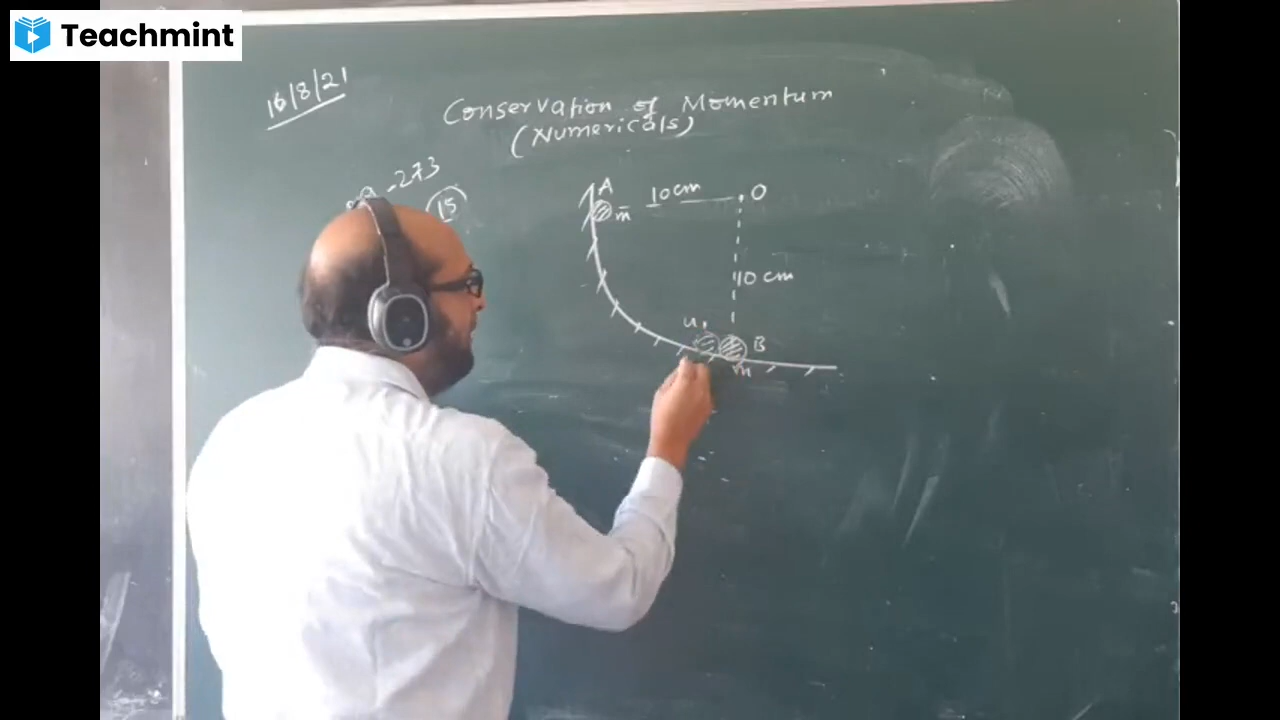 Teachmint
16/8/21
Conservation of Momentum
(Numericals)
-273
15
A
10cm
O
m
10 cm
u,
B
m